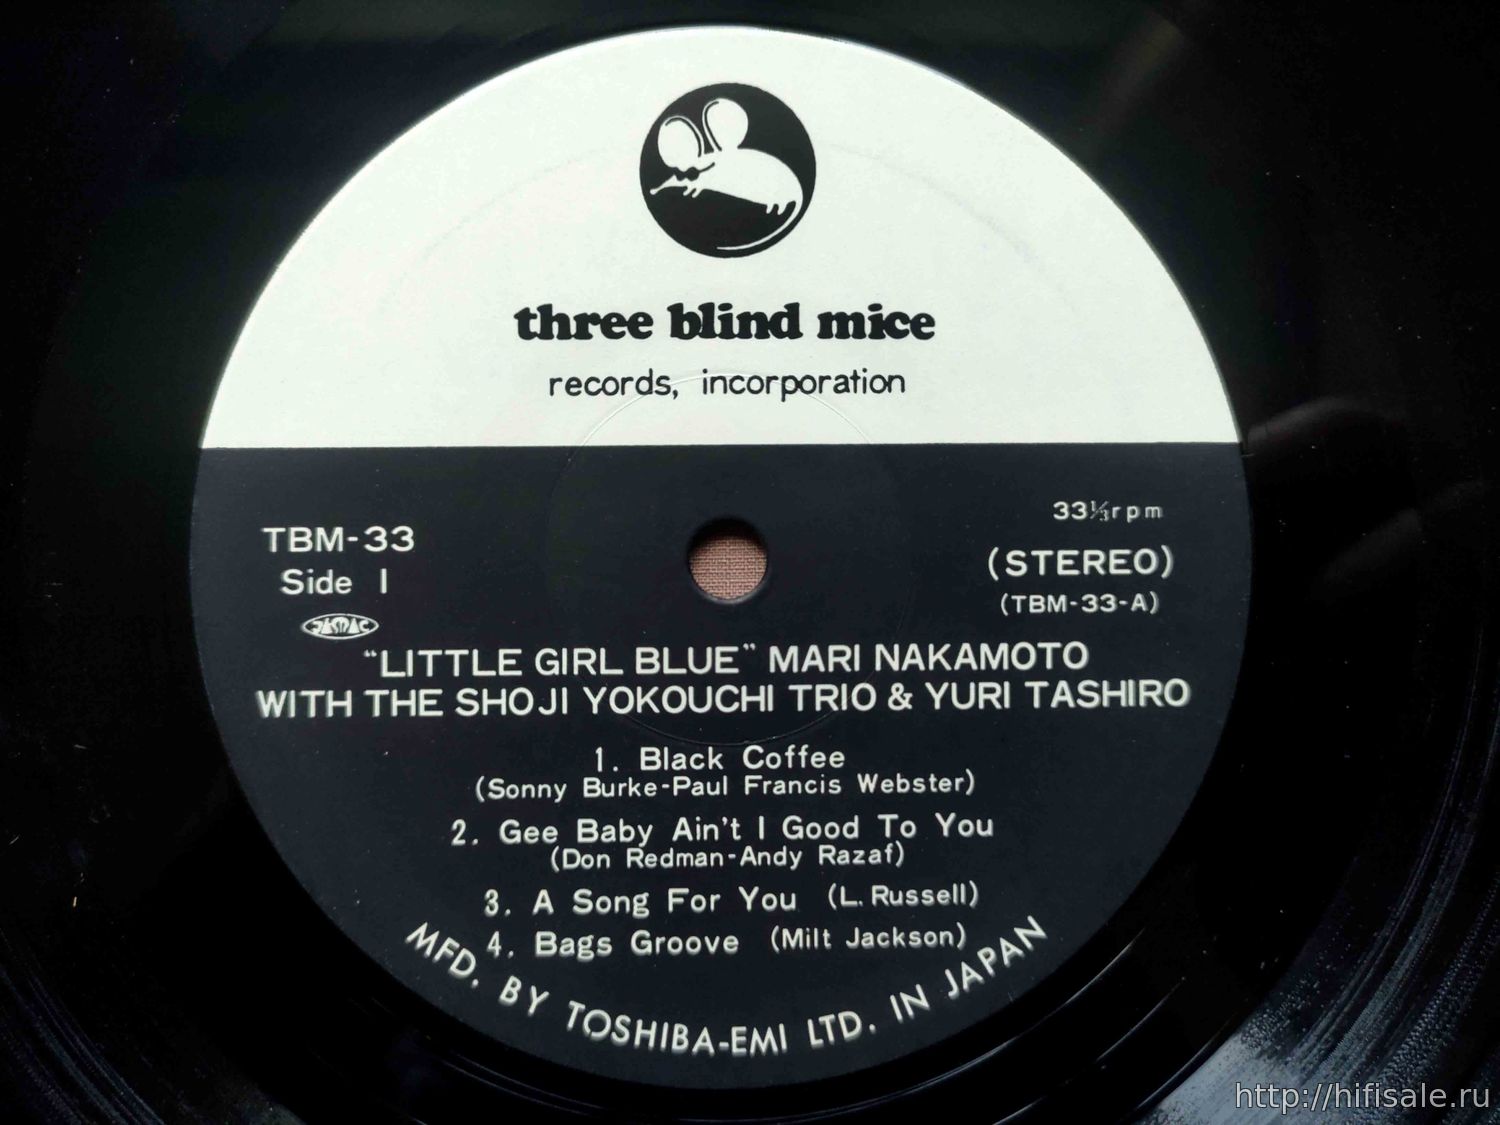 three blind mice
records, incorporation
33⅓rpm
TBM-33
(STEREO)
Side 1
(TBM-33-A)
JASRAC
"LITTLE GIRL BLUE" MARI NAKAMOTO
WITH THE SHOJI YOKOUCHI TRIO & YURI TASHIRO
1. Black Coffee
(Sonny Burke-Paul Francis Webster)
2. Gee Baby Ain't I Good To You
(Don Redman-Andy Razaf)
3. A Song For You (L. Russell)
4. Bags Groove (Milt Jackson)
MFD. BY TOSHIBA-EMI LTD. IN JAPAN
http://hifisale.ru